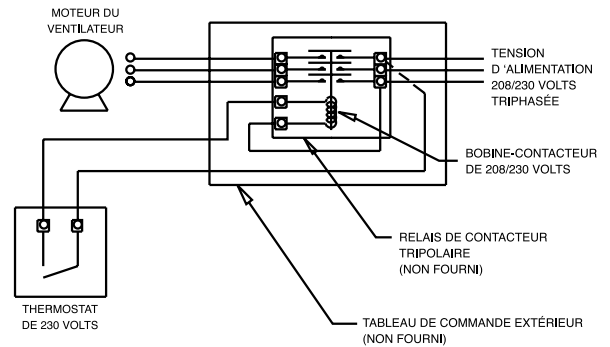 MOTEUR DU
VENTILATEUR
TENSION
D 'ALIMENTATION
208/230 VOLTS
TRIPHASÉE
BOBINE-CONTACTEUR
DE 208/230 VOLTS
RELAIS DE CONTACTEUR
TRIPOLAIRE
(NON FOURNI)
THERMOSTAT
DE 230 VOLTS
TABLEAU DE COMMANDE EXTÉRIEUR
(NON FOURNI)